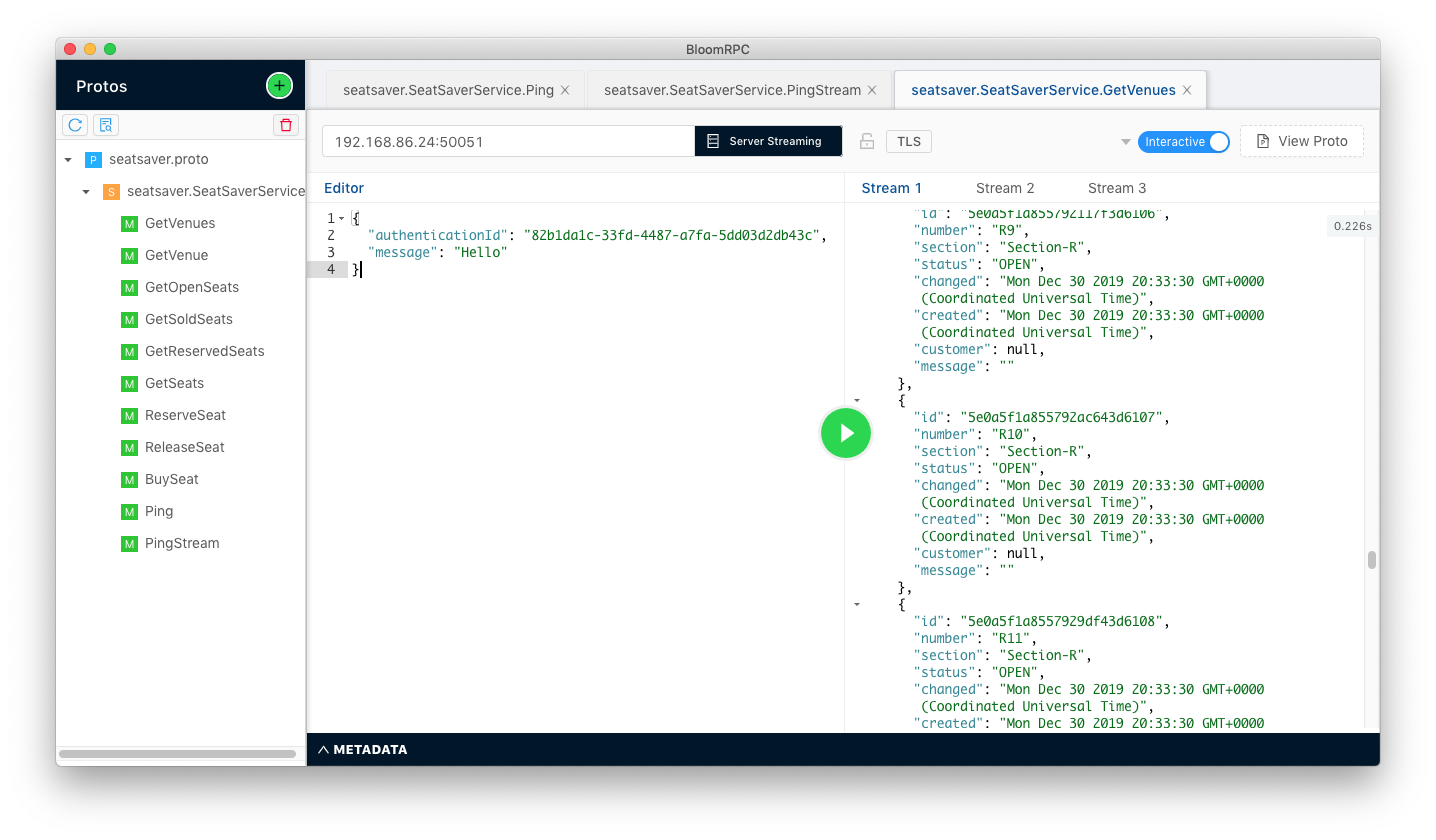 BloomRPC
Protos
seatsaver.SeatSaverService.Ping
seatsaver.SeatSaverService.PingStream
seatsaver.SeatSaverService.GetVenues
192.168.86.24:50051
Server Streaming
TLS
Interactive
View Proto
P seatsaver.proto
S seatsaver.SeatSaverService
M GetVenues
M GetVenue
M GetOpenSeats
M GetSoldSeats
M GetReservedSeats
M GetSeats
M ReserveSeat
M ReleaseSeat
M BuySeat
M Ping
M PingStream
Editor
1 {
2 "authenticationId": "82b1da1c-33fd-4487-a7fa-5dd03d2db43c",
3 "message": "Hello"
4 }
Stream 1
Stream 2
Stream 3
0.226s
"id": "5e0a5f1a855792117f3d6106",
"number": "R9",
"section": "Section-R",
"status": "OPEN",
"changed": "Mon Dec 30 2019 20:33:30 GMT+0000
(Coordinated Universal Time)",
"created": "Mon Dec 30 2019 20:33:30 GMT+0000
(Coordinated Universal Time)",
"customer": null,
"message": ""
},
{
"id": "5e0a5f1a855792ac643d6107",
"number": "R10",
"section": "Section-R",
"status": "OPEN",
"changed": "Mon Dec 30 2019 20:33:30 GMT+0000
(Coordinated Universal Time)",
"created": "Mon Dec 30 2019 20:33:30 GMT+0000
(Coordinated Universal Time)",
"customer": null,
"message": ""
},
{
"id": "5e0a5f1a8557929df43d6108",
"number": "R11",
"section": "Section-R",
"status": "OPEN",
"changed": "Mon Dec 30 2019 20:33:30 GMT+0000
(Coordinated Universal Time)",
"created": "Mon Dec 30 2019 20:33:30 GMT+0000
METADATA